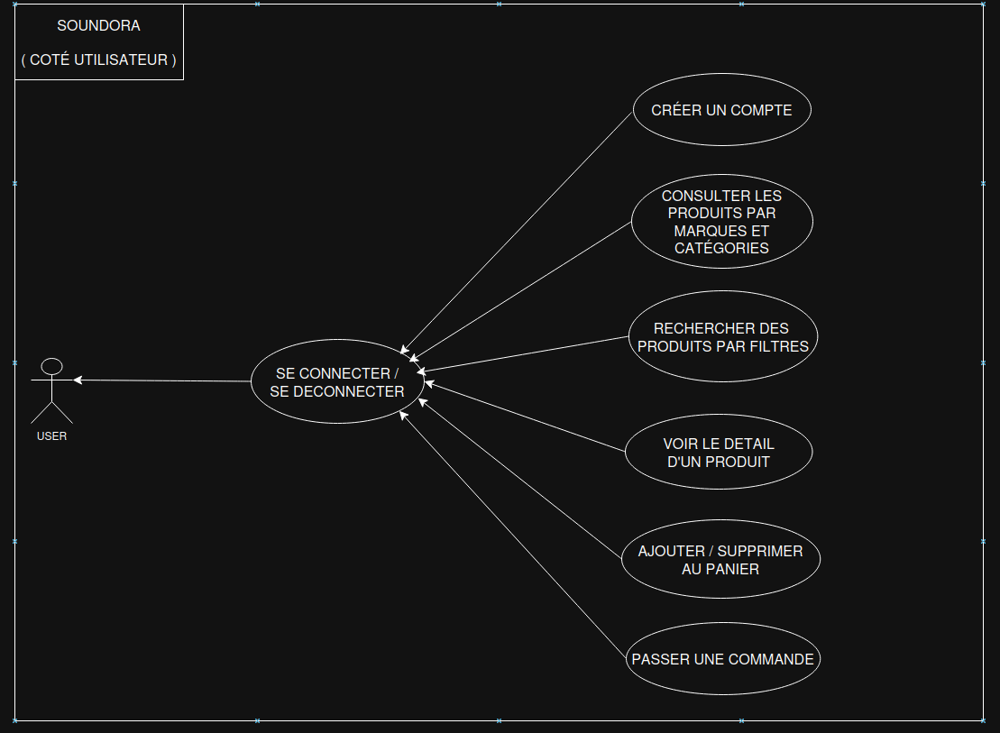 SOUNDORA
( COTÉ UTILISATEUR )
CRÉER UN COMPTE
CONSULTER LES
PRODUITS PAR
MARQUES ET
CATÉGORIES
RECHERCHER DES
PRODUITS PAR FILTRES
SE CONNECTER /
SE DECONNECTER
USER
VOIR LE DETAIL
D'UN PRODUIT
AJOUTER / SUPPRIMER
AU PANIER
PASSER UNE COMMANDE